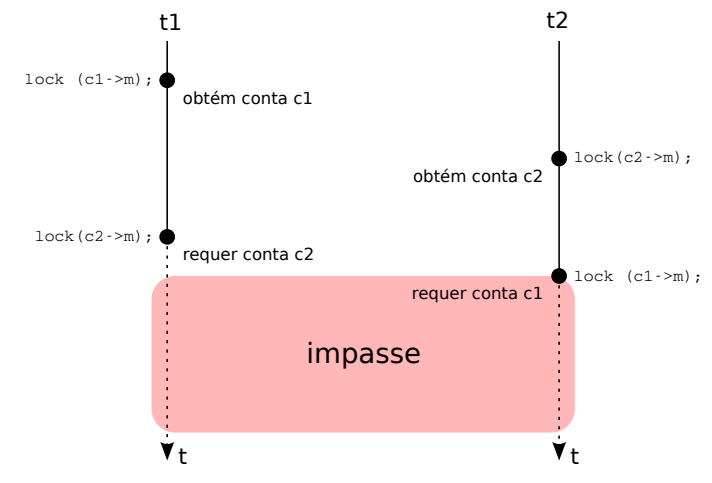 t1
t2
lock (c1->m);
obtém conta c1
lock(c2->m);
obtém conta c2
lock(c2->m);
requer conta c2
lock (c1->m);
requer conta c1
impasse
t
t